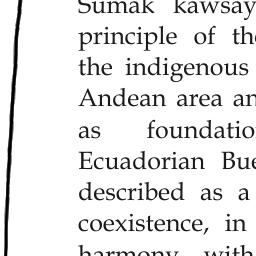 Sumak kawsay
principle of th
the indigenous
Andean area an
as foundatio
Ecuadorian Bue
described as a
coexistence, in
harmony with